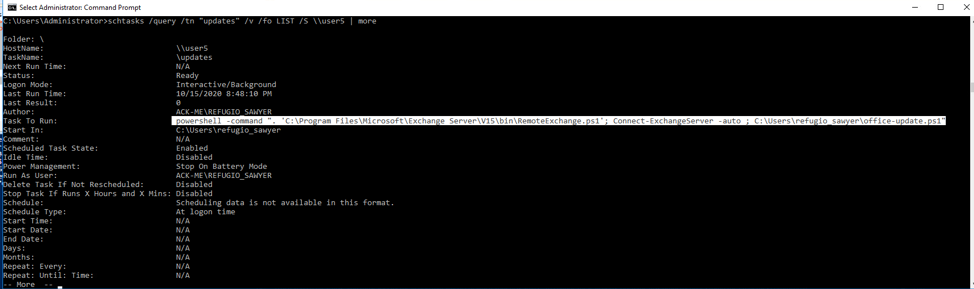 Select Administrator: Command Prompt
C:\Users\Administrator>schtasks /query /tn "updates" /v /fo LIST /S \\user5 | more
Folder: \
HostName: \\user5
TaskName: \updates
Next Run Time: N/A
Status: Ready
Logon Mode: Interactive/Background
Last Run Time: 10/15/2020 8:48:10 PM
Last Result: 0
Author: ACK-ME\REFUGIO_SAWYER
Task To Run: powershell -command ". 'C:\Program Files\Microsoft\Exchange Server\V15\bin\RemoteExchange.ps1'; Connect-ExchangeServer -auto ; C:\Users\refugio_sawyer\office-update.ps1"
Start In: C:\Users\refugio_sawyer
Comment: N/A
Scheduled Task State: Enabled
Idle Time: Disabled
Power Management: Stop On Battery Mode
Run As User: ACK-ME\REFUGIO_SAWYER
Delete Task If Not Rescheduled: Disabled
Stop Task If Runs X Hours and X Mins: Disabled
Schedule: Scheduling data is not available in this format.
Schedule Type: At logon time
Start Time: N/A
Start Date: N/A
End Date: N/A
Days: N/A
Months: N/A
Repeat: Every: N/A
Repeat: Until: Time: N/A
-- More --